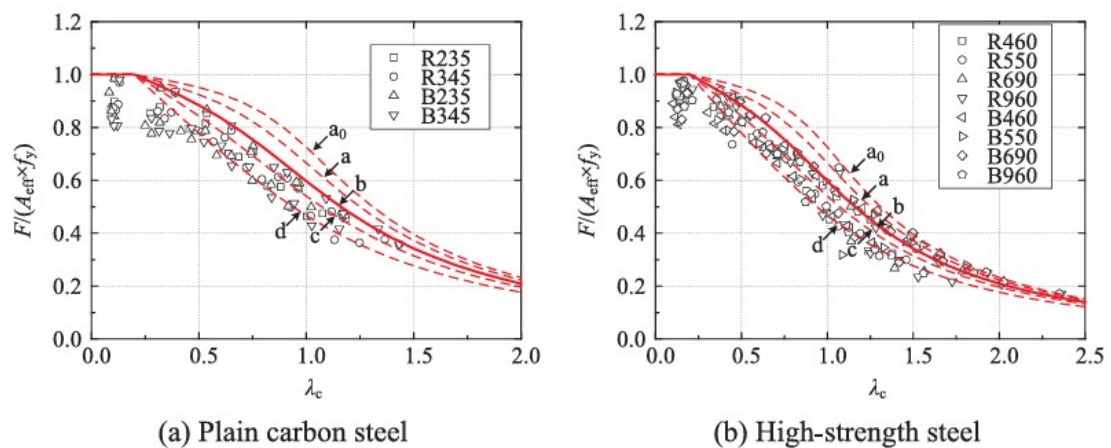 1.2
1.0
0.8
0.6
0.4
0.2
0.0
F/(A_eff×f_y)
R235
R345
B235
B345
a₀
a
b
c
d
0.0 0.5 1.0 1.5 2.0
λ_c
(a) Plain carbon steel
1.2
1.0
0.8
0.6
0.4
0.2
0.0
F/(A_eff×f_y)
R460
R550
R690
R960
B460
B550
B690
B960
a₀
a
b
c
d
0.0 0.5 1.0 1.5 2.0 2.5
λ_c
(b) High-strength steel